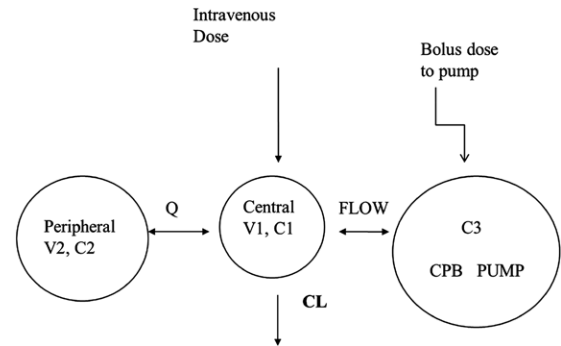 Intravenous
Dose
Bolus dose
to pump
Peripheral
V2, C2
Q
Central
V1, C1
FLOW
C3
CPB PUMP
CL